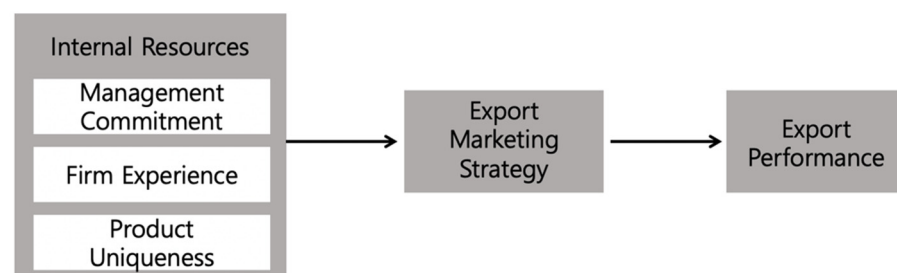 Internal Resources
Management
Commitment
Firm Experience
Product
Uniqueness
Export
Marketing
Strategy
Export
Performance